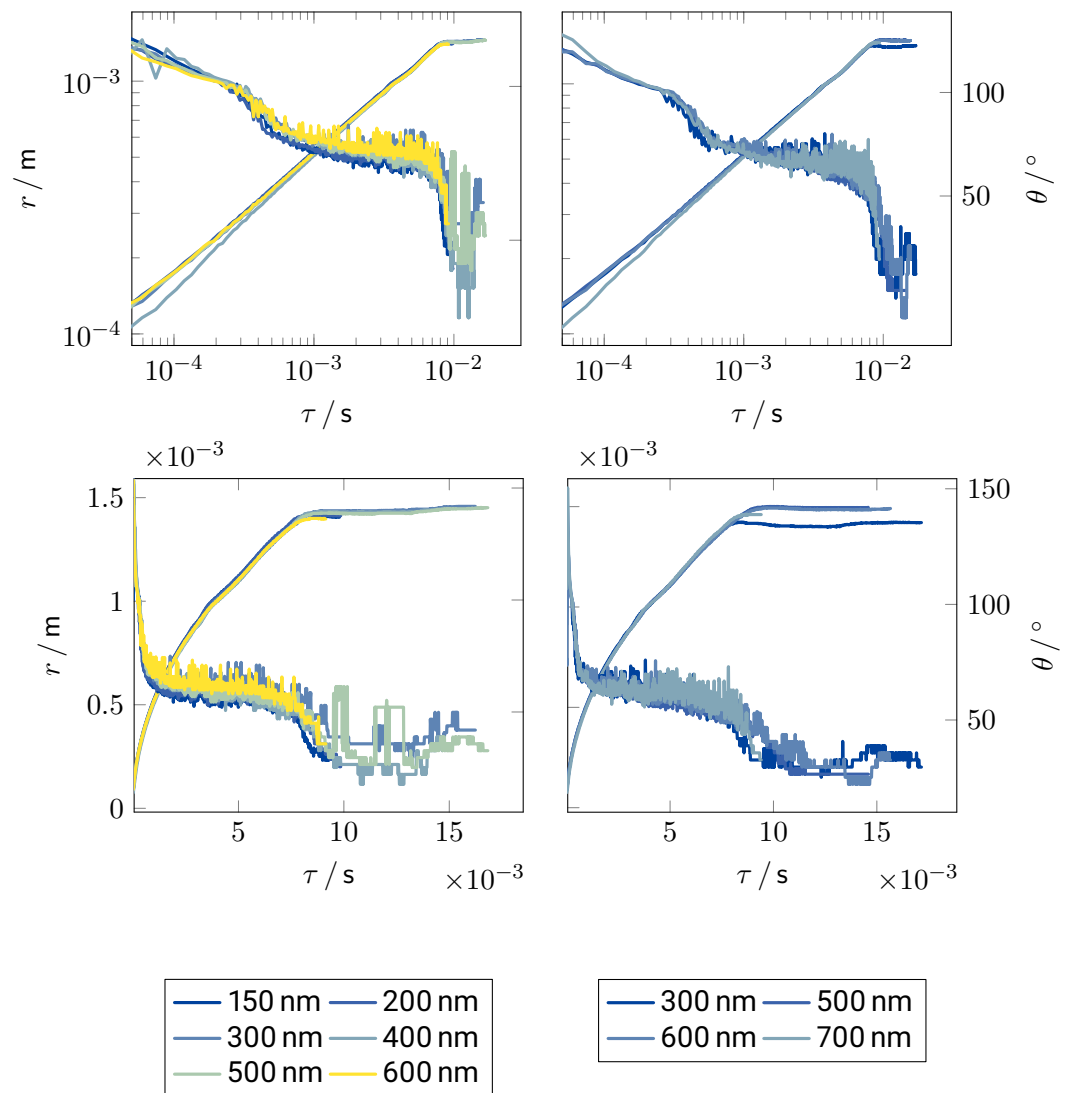 10⁻³
10⁻⁴
r / m
10⁻⁴ 10⁻³ 10⁻²
τ / s
10⁻⁴ 10⁻³ 10⁻²
τ / s
100
50
θ / °
×10⁻³
1.5
1
0.5
0
r / m
5 10 15
τ / s
×10⁻³
×10⁻³
5 10 15
τ / s
×10⁻³
150
100
50
θ / °
150 nm 200 nm
300 nm 400 nm
500 nm 600 nm
300 nm 500 nm
600 nm 700 nm